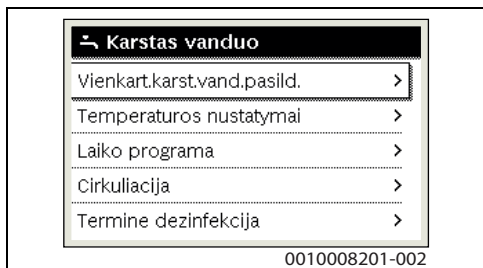 Karstas vanduo
Vienkart.karst.vand.pasild. >
Temperaturos nustatymai >
Laiko programa >
Cirkuliacija >
Termine dezinfekcija >
0010008201-002